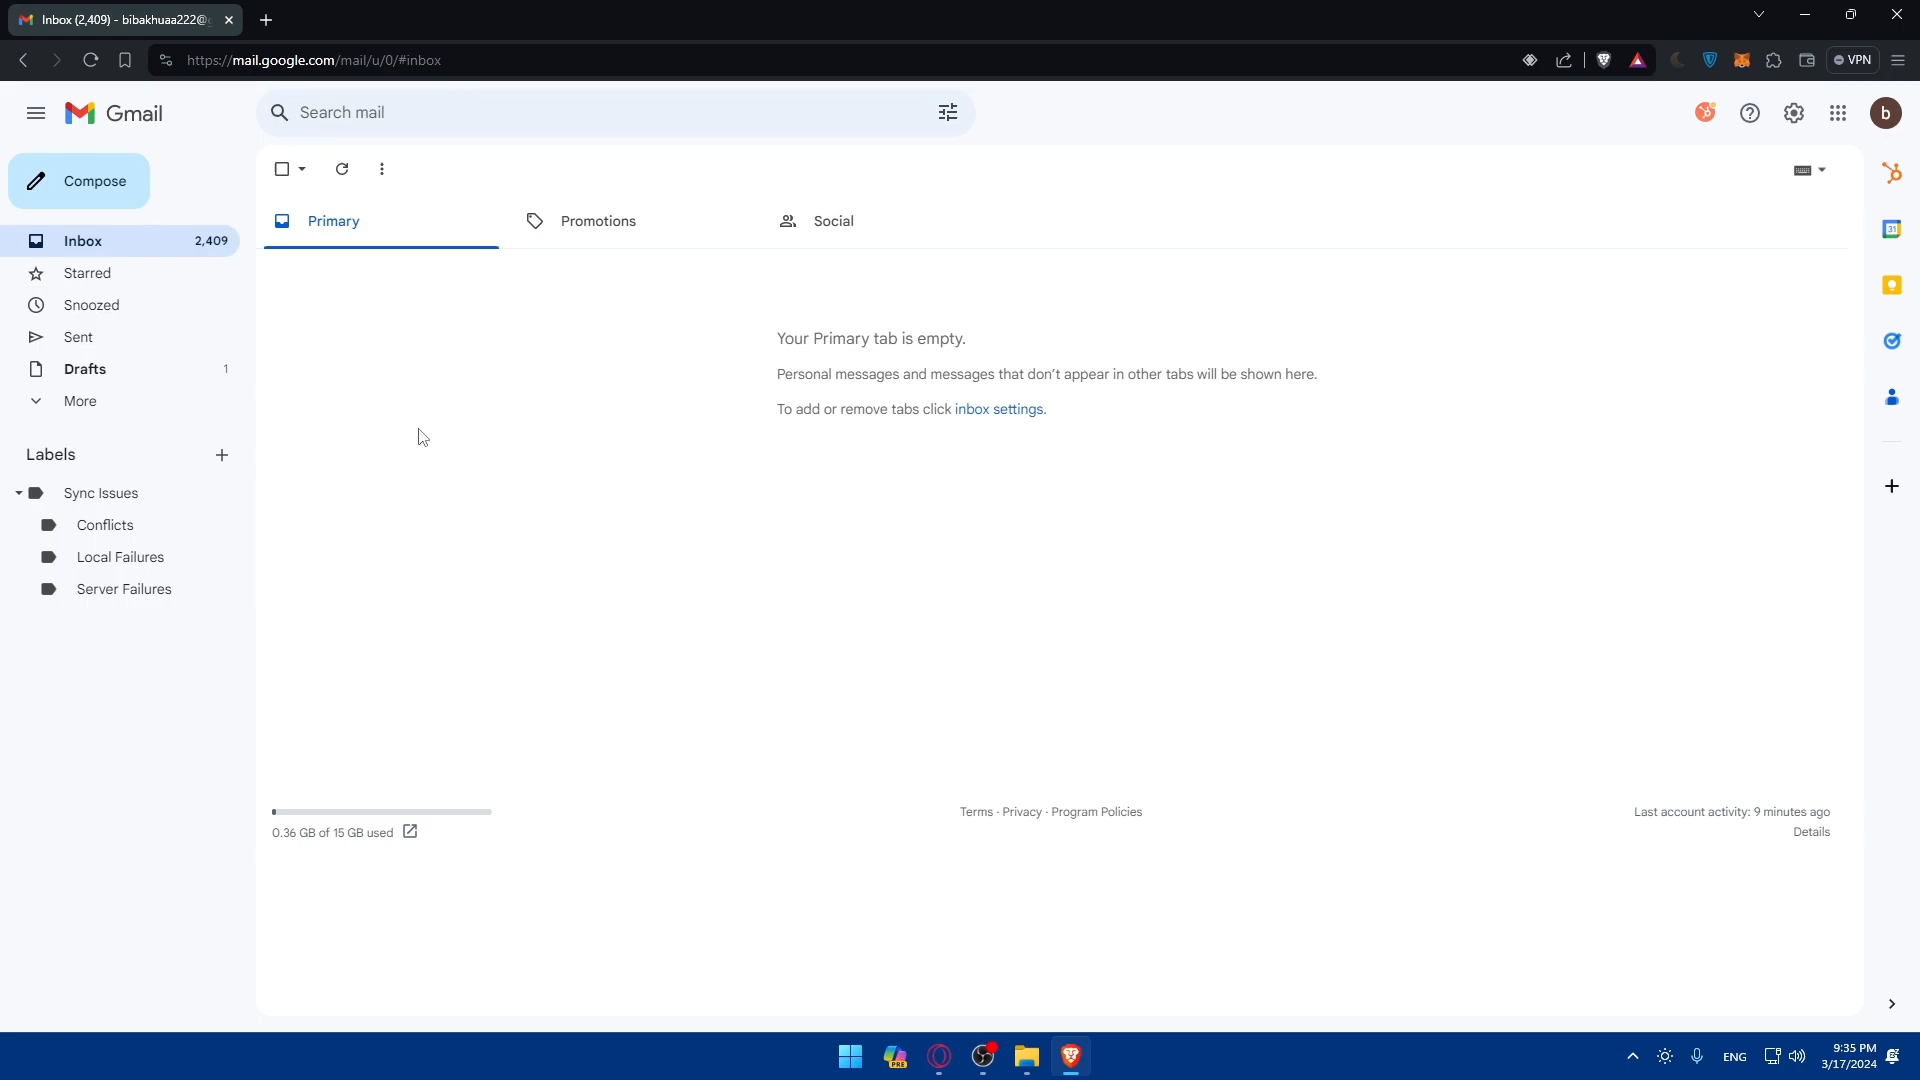 Inbox (2,409) - bibakhuaa222@
https://mail.google.com/mail/u/0/#inbox
VPN
Gmail
Search mail
b
Compose
Primary
Promotions
Social
Inbox 2,409
Starred
Snoozed
Sent
Drafts 1
More
Your Primary tab is empty.
Personal messages and messages that don't appear in other tabs will be shown here.
To add or remove tabs click inbox settings.
Labels
Sync Issues
Conflicts
Local Failures
Server Failures
31
0.36 GB of 15 GB used
Terms · Privacy · Program Policies
Last account activity: 9 minutes ago
Details
PRE
ENG
9:35 PM
3/17/2024